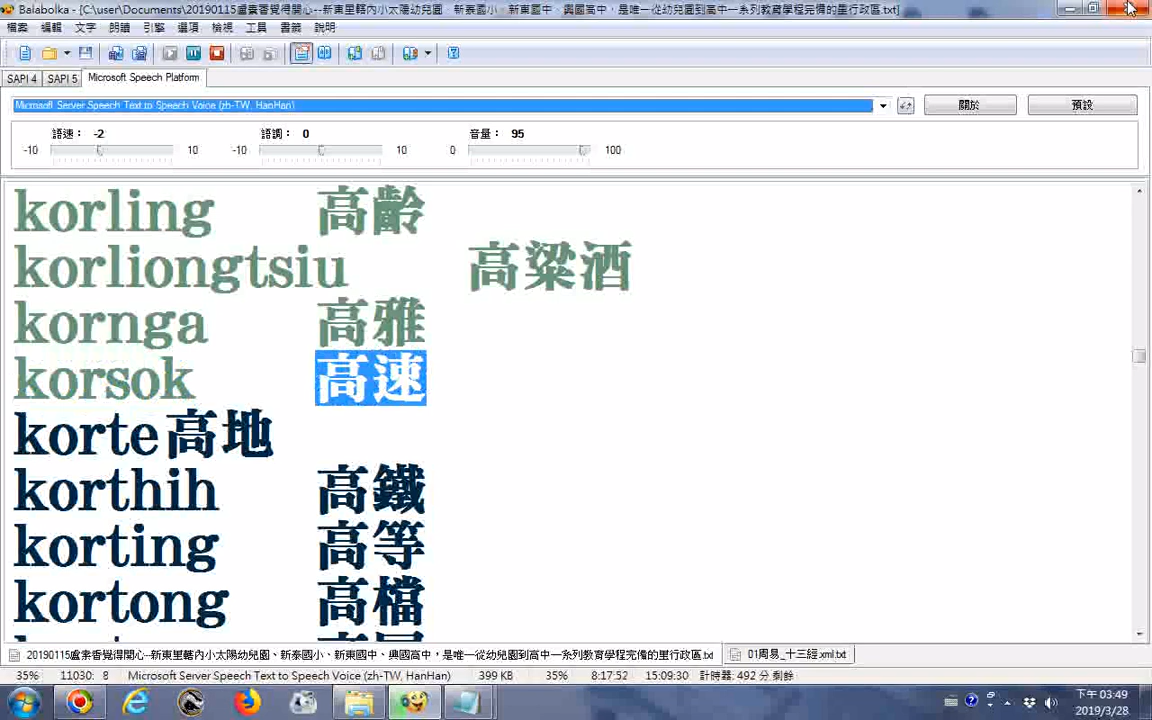 Balabolka - [C:\user\Documents\20190115盧素香覺得開心--新東里轄內小太陽幼兒園、新泰國小、新東國中、興國高中，是唯一從幼兒園到高中一系列教育學程完備的里行政區.txt]
檔案 編輯 文字 朗讀 引擎 選項 檢視 工具 書籤 說明
SAPI 4 SAPI 5 Microsoft Speech Platform
Microsoft Server Speech Text to Speech Voice (zh-TW, HanHan) 關於 預設
語速： -2 語調： 0 音量： 95
-10 10 -10 10 0 100
korling 高齡
korliongtsiu 高粱酒
kornga 高雅
korsok 高速
korte高地
korthih 高鐵
korting 高等
kortong 高檔
20190115盧素香覺得開心--新東里轄內小太陽幼兒園、新泰國小、新東國中、興國高中，是唯一從幼兒園到高中一系列教育學程完備的里行政區.txt 01周易_十三經.xml.txt
35% 11030: 8 Microsoft Server Speech Text to Speech Voice (zh-TW, HanHan) 399 KB 35% 8:17:52 15:09:30 計時器: 492 分 剩餘
下午 03:49
2019/3/28